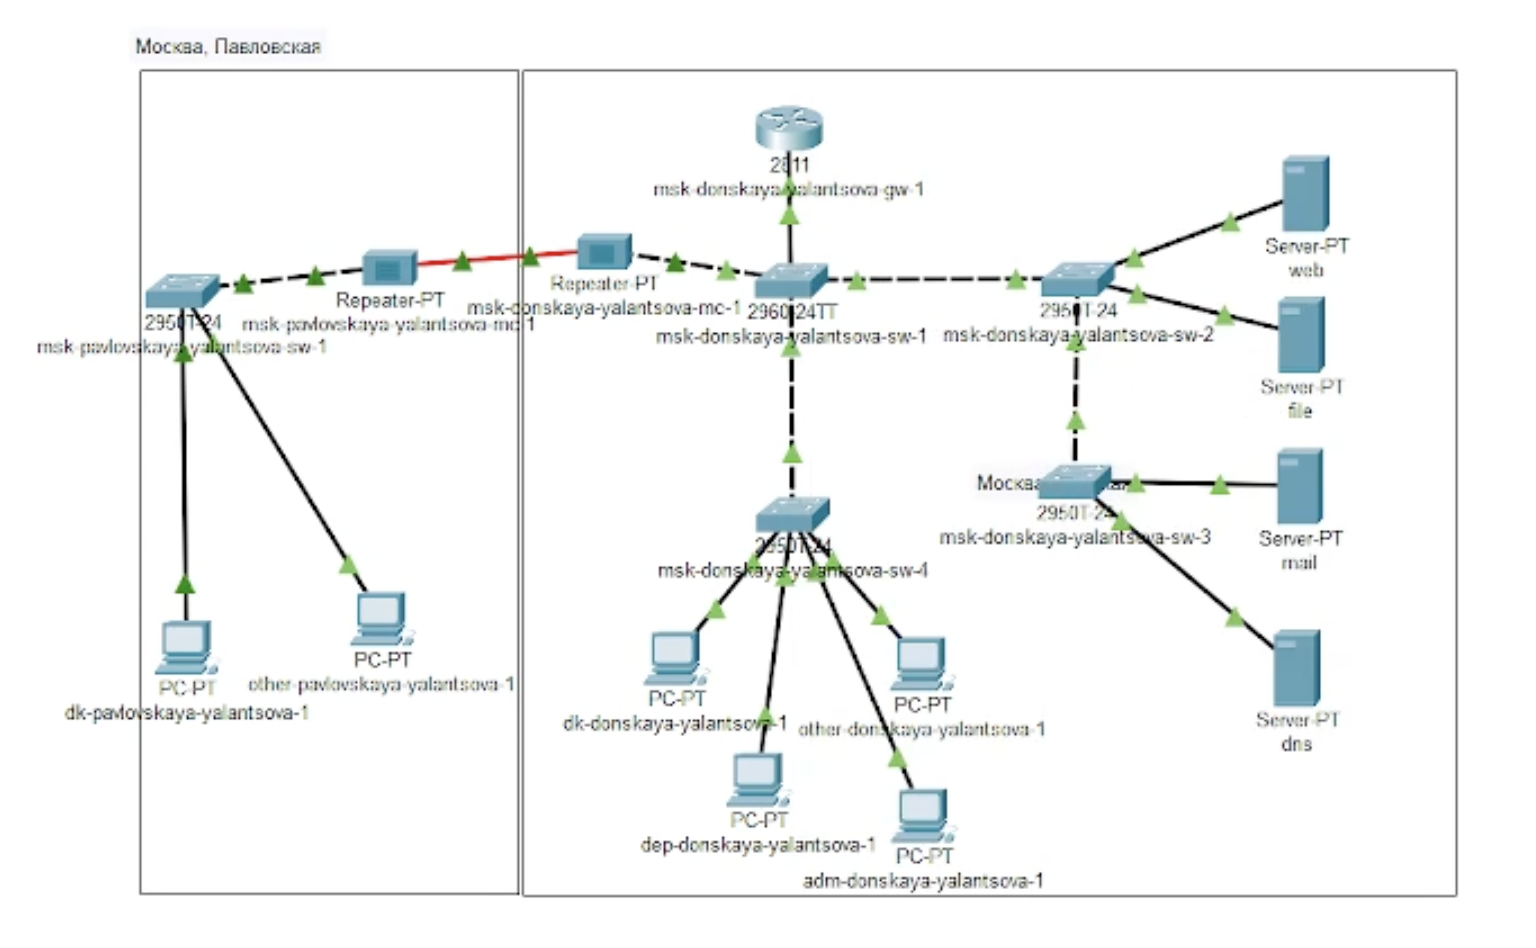 Москва, Павловская
2811
msk-donskaya-yalantsova-gw-1
Server-PT
web
Repeater-PT
msk-pavlovskaya-yalantsova-mc-1
Repeater-PT
msk-donskaya-yalantsova-mc-1
2950T-24
msk-pavlovskaya-yalantsova-sw-1
2960-24TT
msk-donskaya-yalantsova-sw-1
2950T-24
msk-donskaya-yalantsova-sw-2
Server-PT
file
Москва
2950T-24
msk-donskaya-yalantsova-sw-3
Server-PT
mail
2950T-24
msk-donskaya-yalantsova-sw-4
PC-PT
dk-pavlovskaya-yalantsova-1
PC-PT
other-pavlovskaya-yalantsova-1
PC-PT
dk-donskaya-yalantsova-1
PC-PT
other-donskaya-yalantsova-1
Server-PT
dns
PC-PT
dep-donskaya-yalantsova-1
PC-PT
adm-donskaya-yalantsova-1